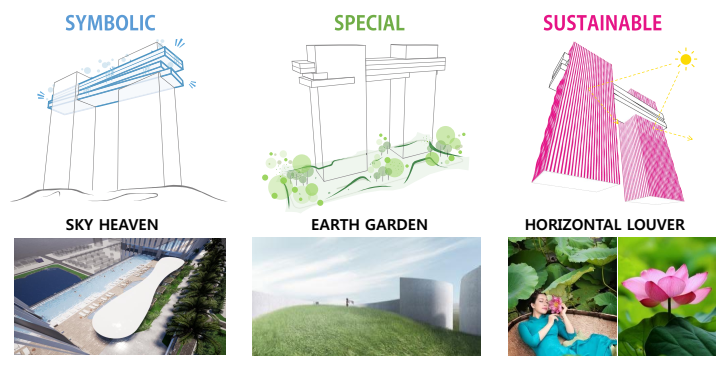 SYMBOLIC
SPECIAL
SUSTAINABLE
SKY HEAVEN
EARTH GARDEN
HORIZONTAL LOUVER